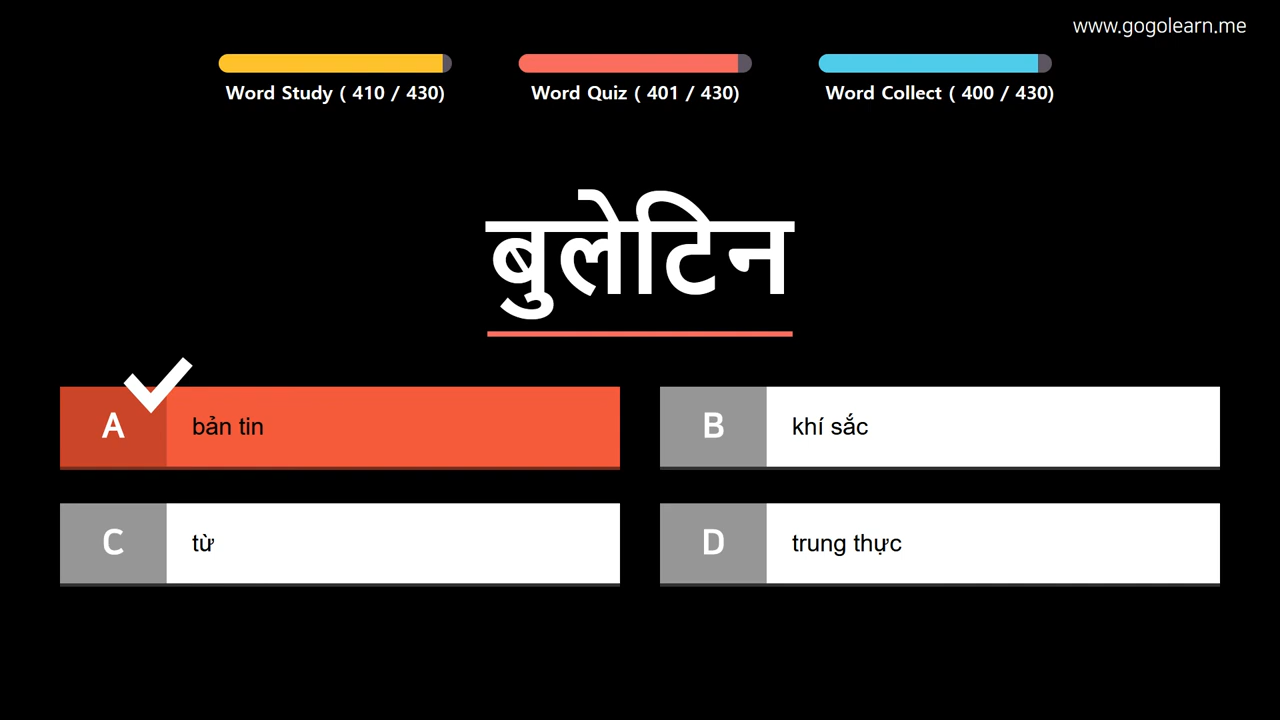 www.gogolearn.me
Word Study ( 410 / 430)
Word Quiz ( 401 / 430)
Word Collect ( 400 / 430)
बुलेटिन
A
bản tin
B
khí sắc
C
từ
D
trung thực